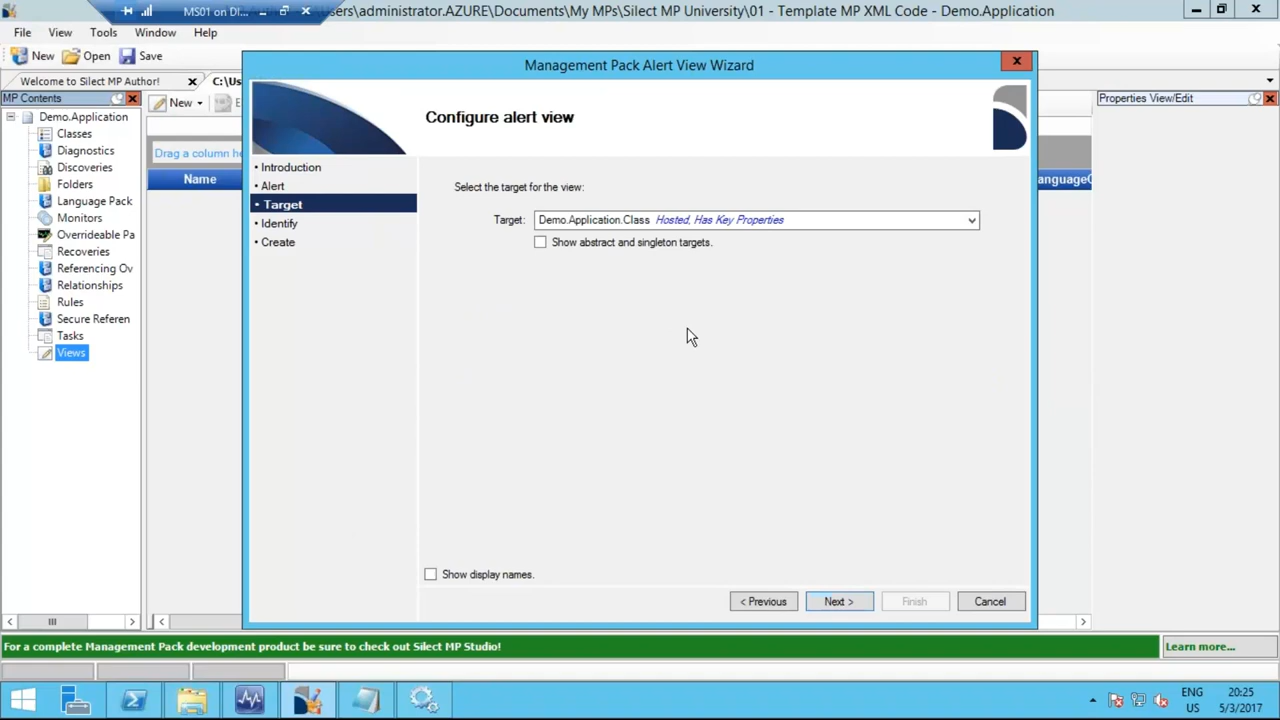 MS01 on DI
Users\administrator.AZURE\Documents\My MPs\Silect MP University\01 - Template MP XML Code - Demo.Application
File View Tools Window Help
New Open Save
Welcome to Silect MP Author!
C:\Us
MP Contents
Demo.Application
Classes
Diagnostics
Discoveries
Folders
Language Pack
Monitors
Overrideable Pa
Recoveries
Referencing Ov
Relationships
Rules
Secure Referen
Tasks
Views
New
E
Drag a column he
Name
Management Pack Alert View Wizard
Configure alert view
• Introduction
• Alert
• Target
• Identify
• Create
Select the target for the view:
Target: Demo.Application.Class Hosted, Has Key Properties
Show abstract and singleton targets.
Show display names.
< Previous Next > Finish Cancel
Properties View/Edit
anguageC
For a complete Management Pack development product be sure to check out Silect MP Studio!
Learn more...
ENG
US
20:25
5/3/2017